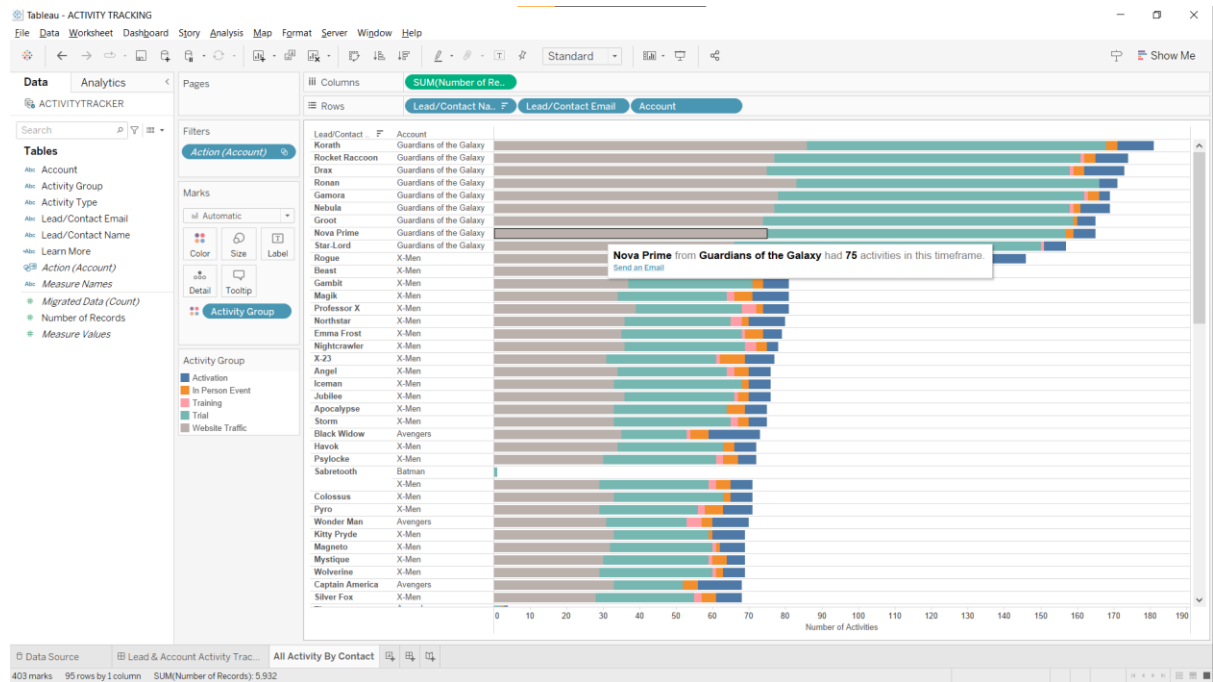 Tableau - ACTIVITY TRACKING
File Data Worksheet Dashboard Story Analysis Map Format Server Window Help
Standard
Show Me
Data Analytics
ACTIVITYTRACKER
Search
Tables
Abc Account
Abc Activity Group
Abc Activity Type
Abc Lead/Contact Email
Abc Lead/Contact Name
=Abc Learn More
Action (Account)
Abc Measure Names
# Migrated Data (Count)
# Number of Records
# Measure Values
Pages
Filters
Action (Account)
Marks
Automatic
Color Size Label
Detail Tooltip
Activity Group
Activity Group
Activation
In Person Event
Training
Trial
Website Traffic
Columns SUM(Number of Re..
Rows Lead/Contact Na.. Lead/Contact Email Account
Lead/Contact .. Account
Korath Guardians of the Galaxy
Rocket Raccoon Guardians of the Galaxy
Drax Guardians of the Galaxy
Ronan Guardians of the Galaxy
Gamora Guardians of the Galaxy
Nebula Guardians of the Galaxy
Groot Guardians of the Galaxy
Nova Prime Guardians of the Galaxy
Star-Lord Guardians of the Galaxy
Nova Prime from Guardians of the Galaxy had 75 activities in this timeframe.
Send an Email
Rogue X-Men
Beast X-Men
Gambit X-Men
Magik X-Men
Professor X X-Men
Northstar X-Men
Emma Frost X-Men
Nightcrawler X-Men
X-23 X-Men
Angel X-Men
Iceman X-Men
Jubilee X-Men
Apocalypse X-Men
Storm X-Men
Black Widow Avengers
Havok X-Men
Psylocke X-Men
Sabretooth Batman
X-Men
Colossus X-Men
Pyro X-Men
Wonder Man Avengers
Kitty Pryde X-Men
Magneto X-Men
Mystique X-Men
Wolverine X-Men
Captain America Avengers
Silver Fox X-Men
0 10 20 30 40 50 60 70 80 90 100 110 120 130 140 150 160 170 180 190
Number of Activities
Data Source Lead & Account Activity Trac... All Activity By Contact
403 marks 95 rows by 1 column SUM(Number of Records): 5,932